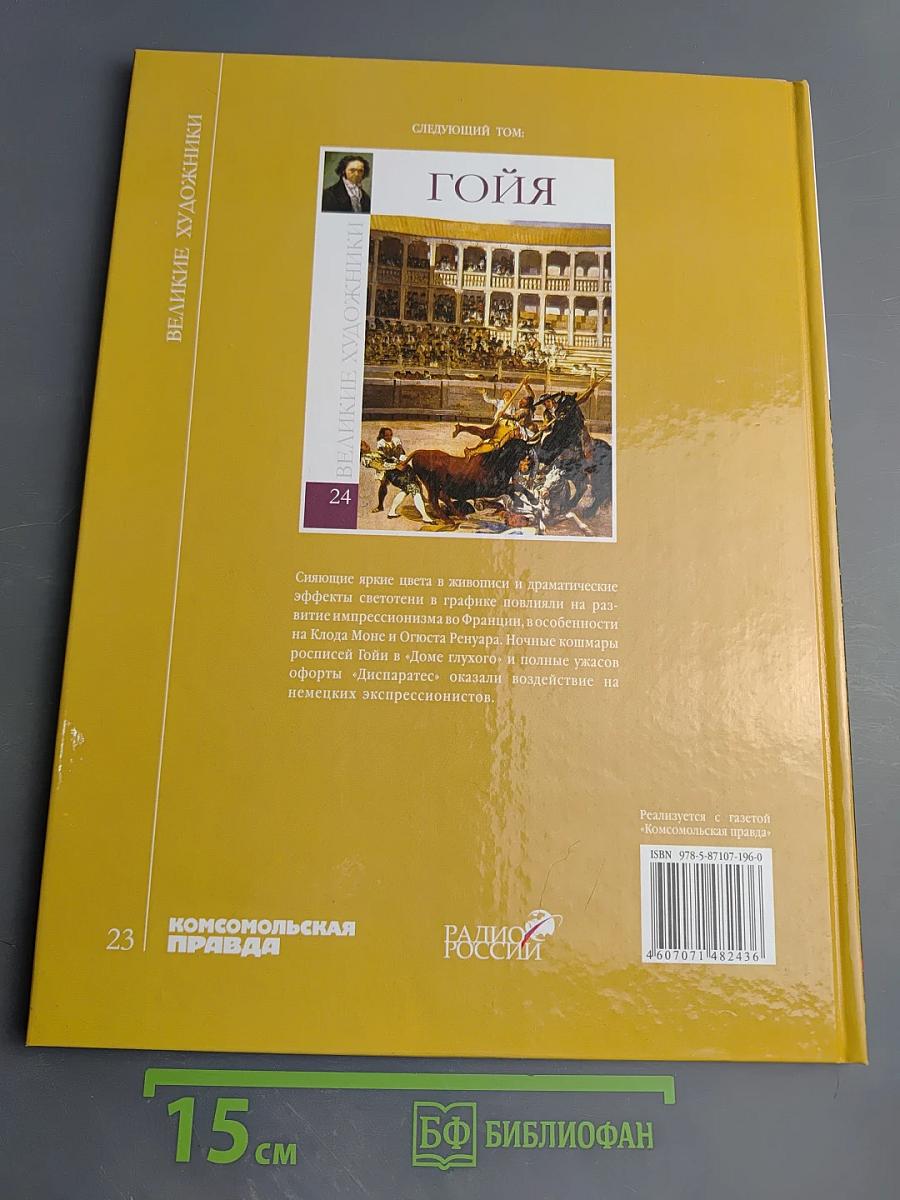 ВЕЛИКИЕ ХУДОЖНИКИ
СЛЕДУЮЩИЙ ТОМ:
ГОЙЯ
ВЕЛИКИЕ ХУДОЖНИКИ
24
Сияющие яркие цвета в живописи и драматические
эффекты светотени в графике повлияли на раз-
витие импрессионизма во Франции, в особенности
на Клода Моне и Огюста Ренуара. Ночные кошмары
росписей Гойи в «Доме глухого» и полные ужасов
офорты «Диспаратес» оказали воздействие на
немецких экспрессионистов.
Реализуется с газетой
«Комсомольская правда»
ISBN 978-5-87107-196-0
4607071 482436
23
КОМСОМОЛЬСКАЯ
ПРАВДА
РАДИО
РОССИИ
15 см
БФ БИБЛИОФАН